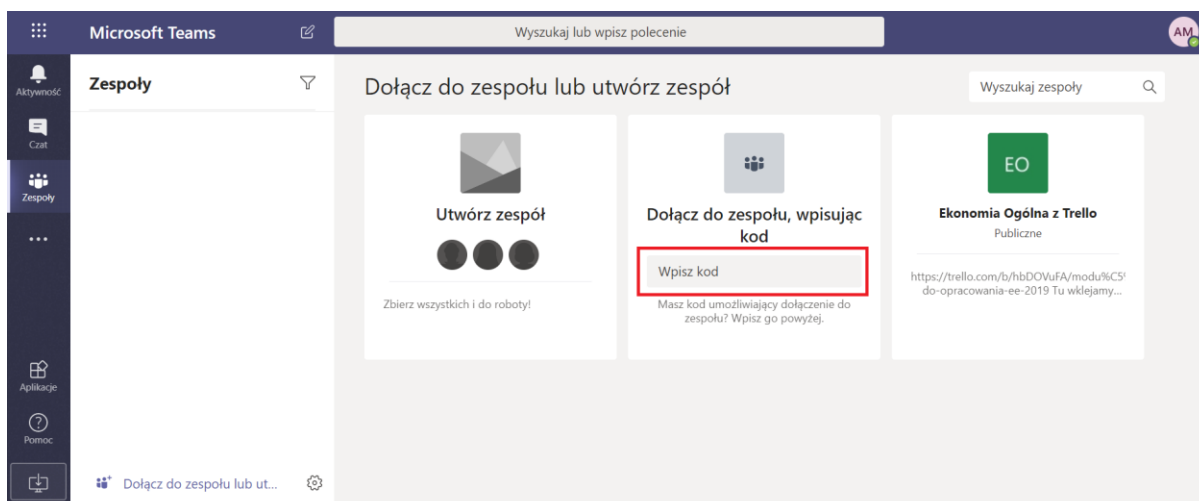 Microsoft Teams
Wyszukaj lub wpisz polecenie
AM
Aktywność
Czat
Zespoły
Aplikacje
Pomoc
Zespoły
Dołącz do zespołu lub ut...
Dołącz do zespołu lub utwórz zespół
Wyszukaj zespoły
Utwórz zespół
Zbierz wszystkich i do roboty!
Dołącz do zespołu, wpisując
kod
Wpisz kod
Masz kod umożliwiający dołączenie do
zespołu? Wpisz go powyżej.
EO
Ekonomia Ogólna z Trello
Publiczne
https://trello.com/b/hbDOVuFA/modu%C5
do-opracowania-ee-2019 Tu wklejamy...